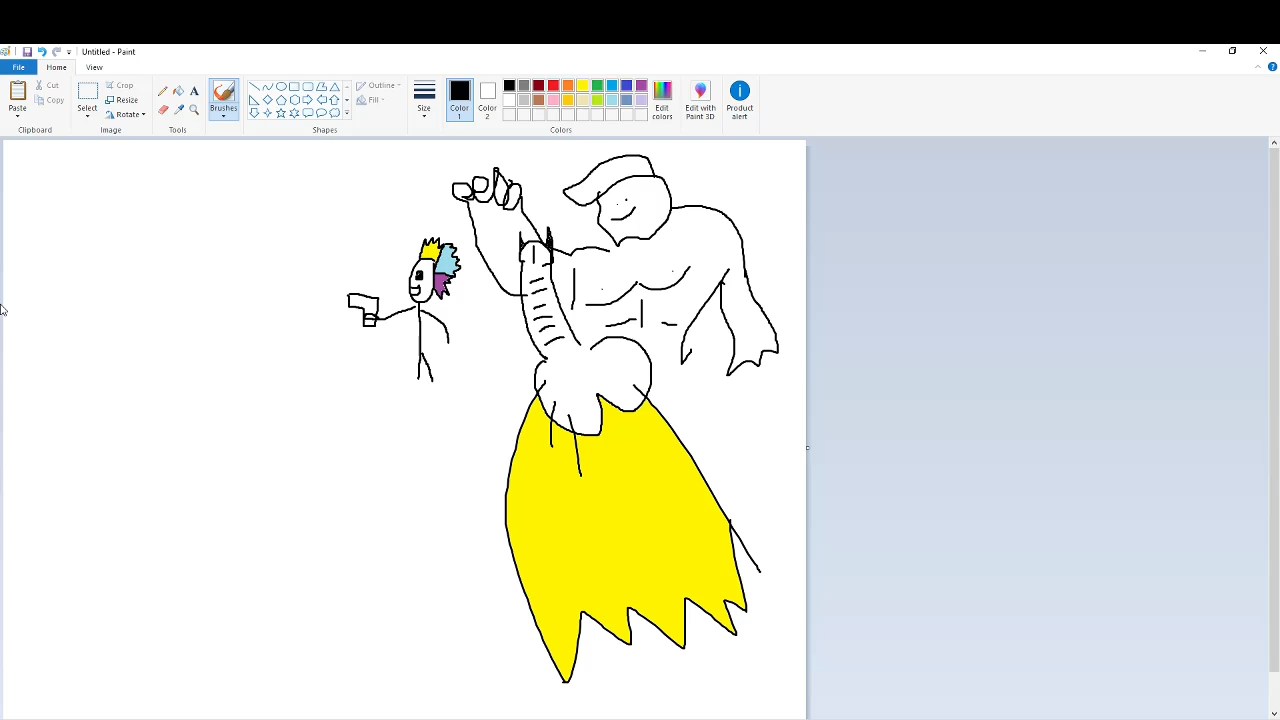 Untitled - Paint
File Home View
Paste
Cut
Copy
Clipboard
Select
Crop
Resize
Rotate
Image
A
Tools
Brushes
Outline
Fill
Shapes
Size
Color 1
Color 2
Edit colors
Colors
Edit with Paint 3D
Product alert